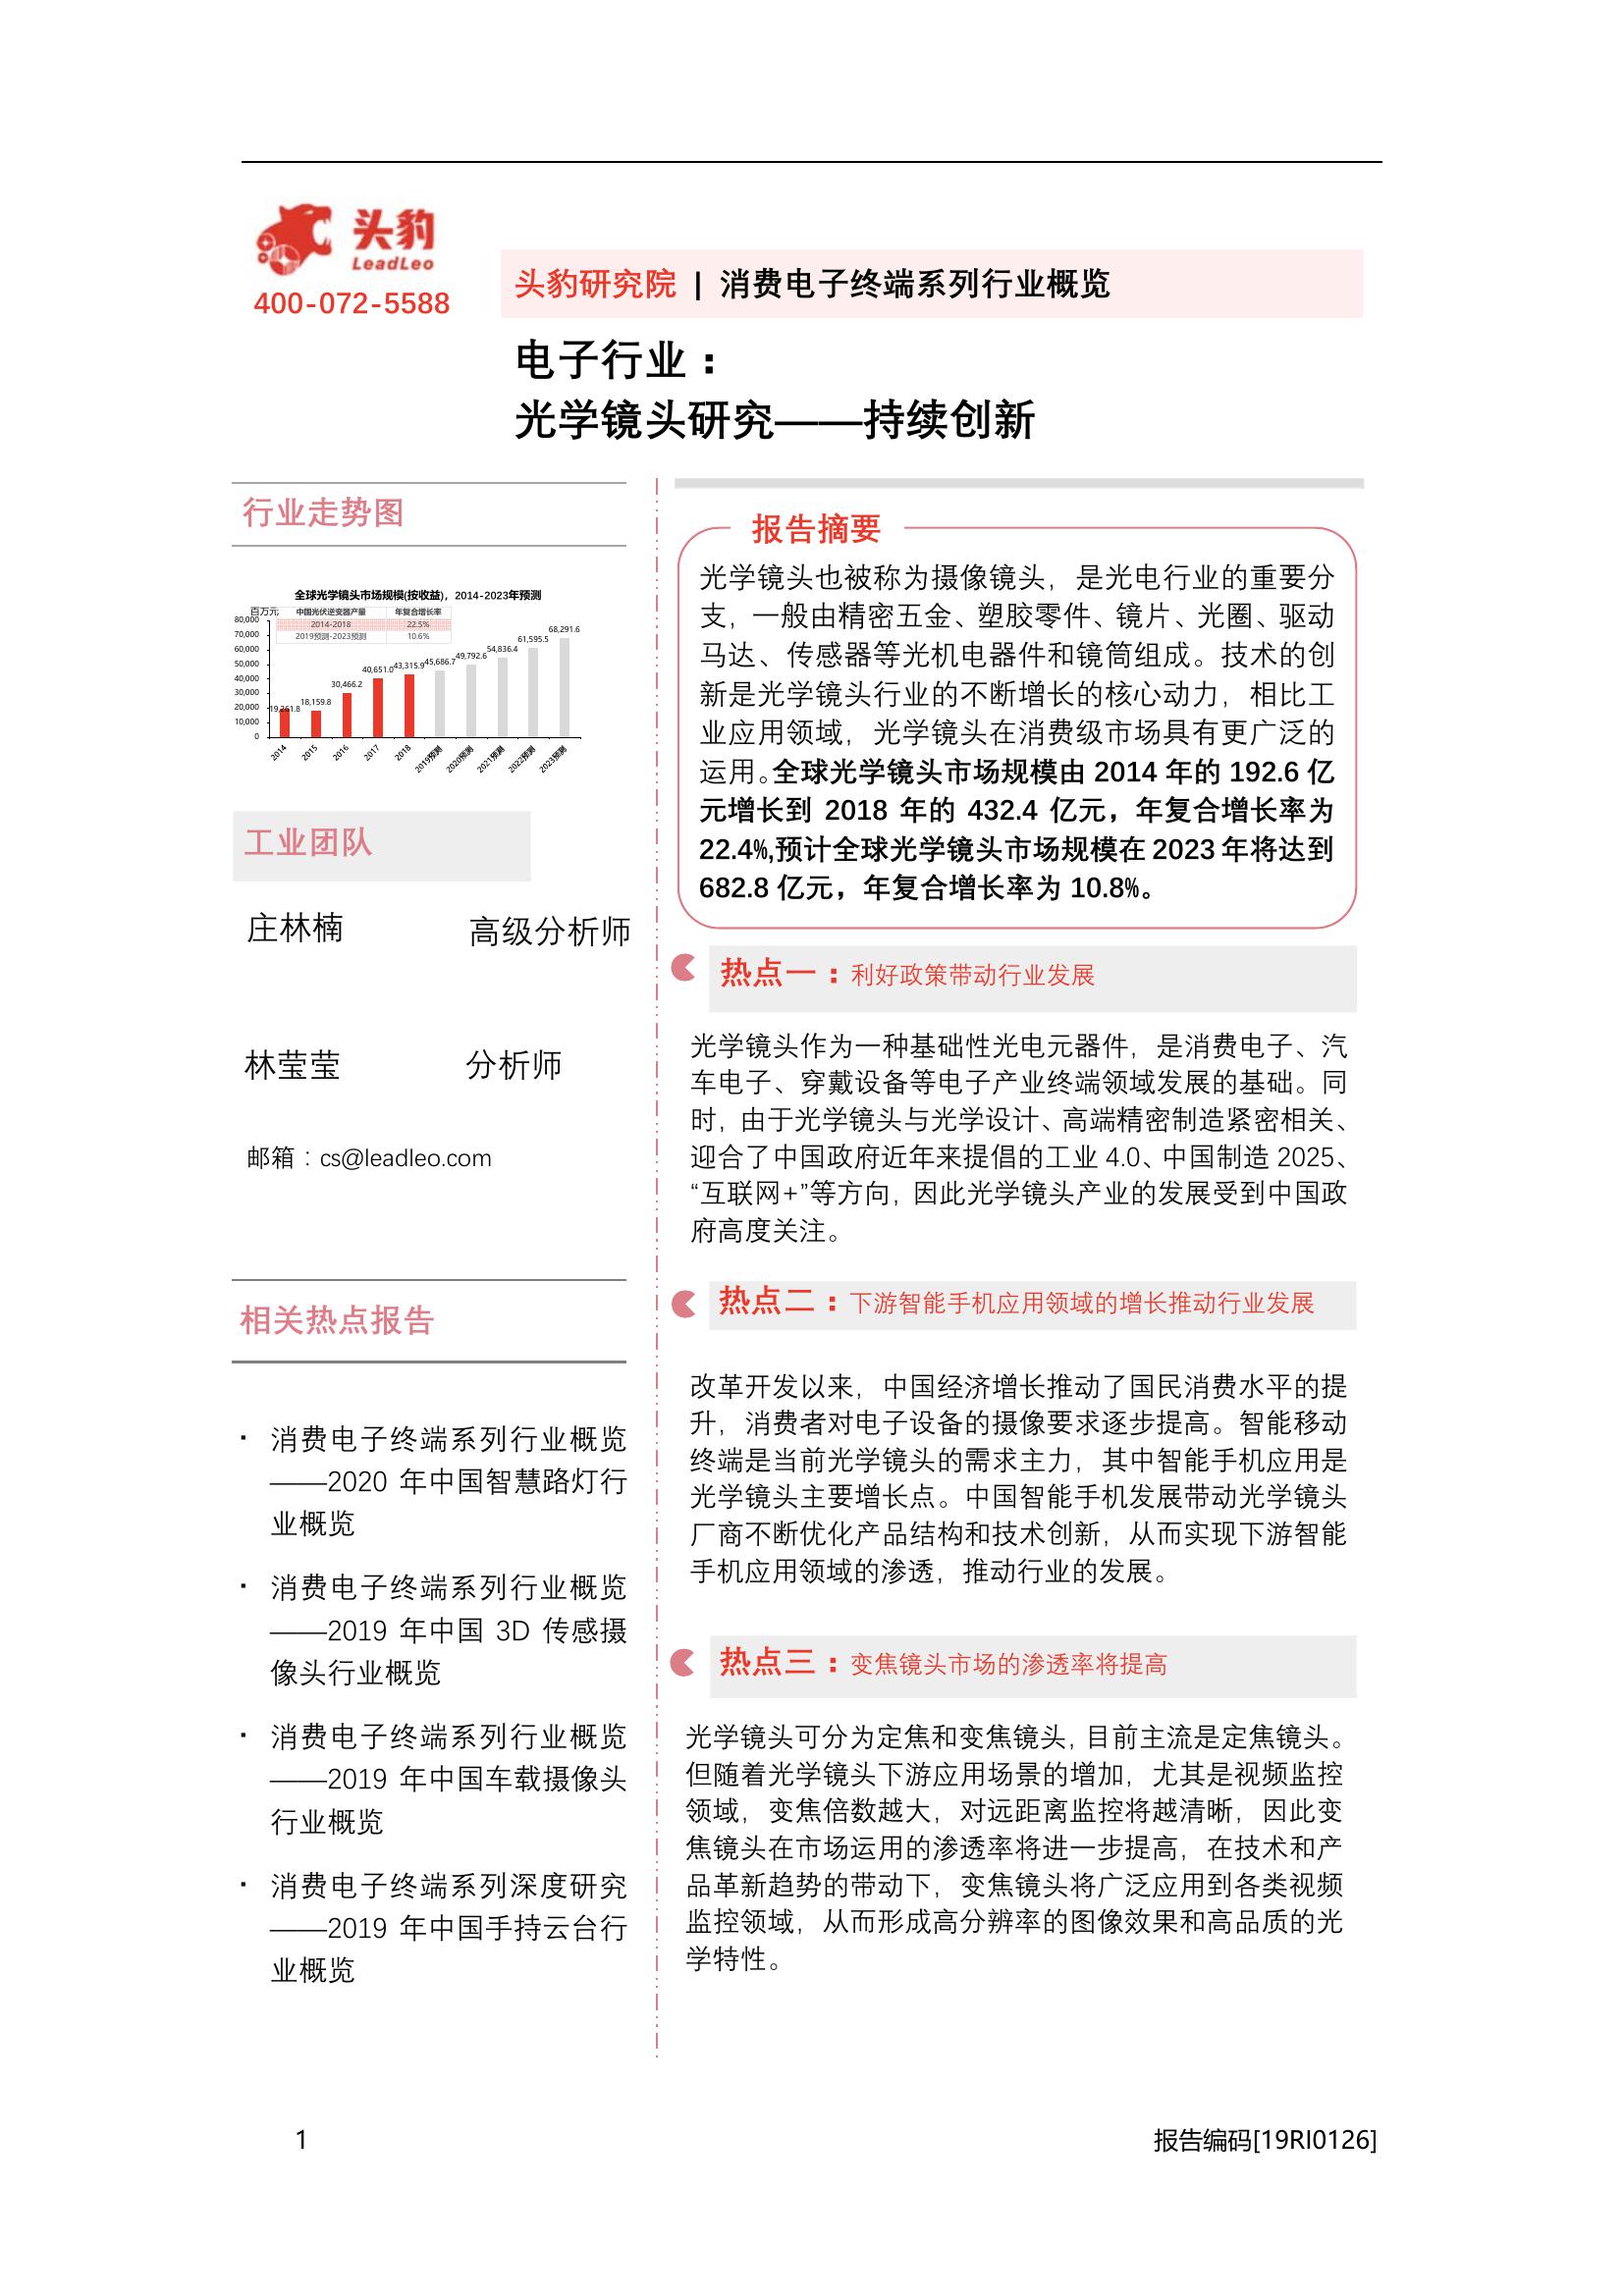 头豹
LeadLeo
400-072-5588
头豹研究院 | 消费电子终端系列行业概览
电子行业：
光学镜头研究——持续创新
行业走势图
全球光学镜头市场规模(按收益)，2014-2023年预测
百万元
中国光伏逆变器产量 年复合增长率
2014-2018 22.5%
2019预测-2023预测 10.6%
80,000
70,000
60,000
50,000
40,000
30,000
20,000
10,000
0
19,261.8
18,159.8
30,466.2
40,651.0
43,315.9
45,686.7
49,792.6
54,836.4
61,595.5
68,291.6
2014
2015
2016
2017
2018
2019预测
2020预测
2021预测
2022预测
2023预测
工业团队
庄林楠 高级分析师
林莹莹 分析师
邮箱：cs@leadleo.com
相关热点报告
· 消费电子终端系列行业概览
——2020 年中国智慧路灯行
业概览
· 消费电子终端系列行业概览
——2019 年中国 3D 传感摄
像头行业概览
· 消费电子终端系列行业概览
——2019 年中国车载摄像头
行业概览
· 消费电子终端系列深度研究
——2019 年中国手持云台行
业概览
报告摘要
光学镜头也被称为摄像镜头，是光电行业的重要分
支，一般由精密五金、塑胶零件、镜片、光圈、驱动
马达、传感器等光机电器件和镜筒组成。技术的创
新是光学镜头行业的不断增长的核心动力，相比工
业应用领域，光学镜头在消费级市场具有更广泛的
运用。全球光学镜头市场规模由 2014 年的 192.6 亿
元增长到 2018 年的 432.4 亿元，年复合增长率为
22.4%,预计全球光学镜头市场规模在 2023 年将达到
682.8 亿元，年复合增长率为 10.8%。
热点一：利好政策带动行业发展
光学镜头作为一种基础性光电元器件，是消费电子、汽
车电子、穿戴设备等电子产业终端领域发展的基础。同
时，由于光学镜头与光学设计、高端精密制造紧密相关、
迎合了中国政府近年来提倡的工业 4.0、中国制造 2025、
“互联网+”等方向，因此光学镜头产业的发展受到中国政
府高度关注。
热点二：下游智能手机应用领域的增长推动行业发展
改革开发以来，中国经济增长推动了国民消费水平的提
升，消费者对电子设备的摄像要求逐步提高。智能移动
终端是当前光学镜头的需求主力，其中智能手机应用是
光学镜头主要增长点。中国智能手机发展带动光学镜头
厂商不断优化产品结构和技术创新，从而实现下游智能
手机应用领域的渗透，推动行业的发展。
热点三：变焦镜头市场的渗透率将提高
光学镜头可分为定焦和变焦镜头，目前主流是定焦镜头。
但随着光学镜头下游应用场景的增加，尤其是视频监控
领域，变焦倍数越大，对远距离监控将越清晰，因此变
焦镜头在市场运用的渗透率将进一步提高，在技术和产
品革新趋势的带动下，变焦镜头将广泛应用到各类视频
监控领域，从而形成高分辨率的图像效果和高品质的光
学特性。
1
报告编码[19RI0126]